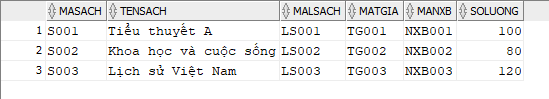 MASACH TENSACH MALSACH MATGIA MANXB SOLUONG
1 S001 Tiểu thuyết A LS001 TG001 NXB001 100
2 S002 Khoa học và cuộc sống LS002 TG002 NXB002 80
3 S003 Lịch sử Việt Nam LS003 TG003 NXB003 120